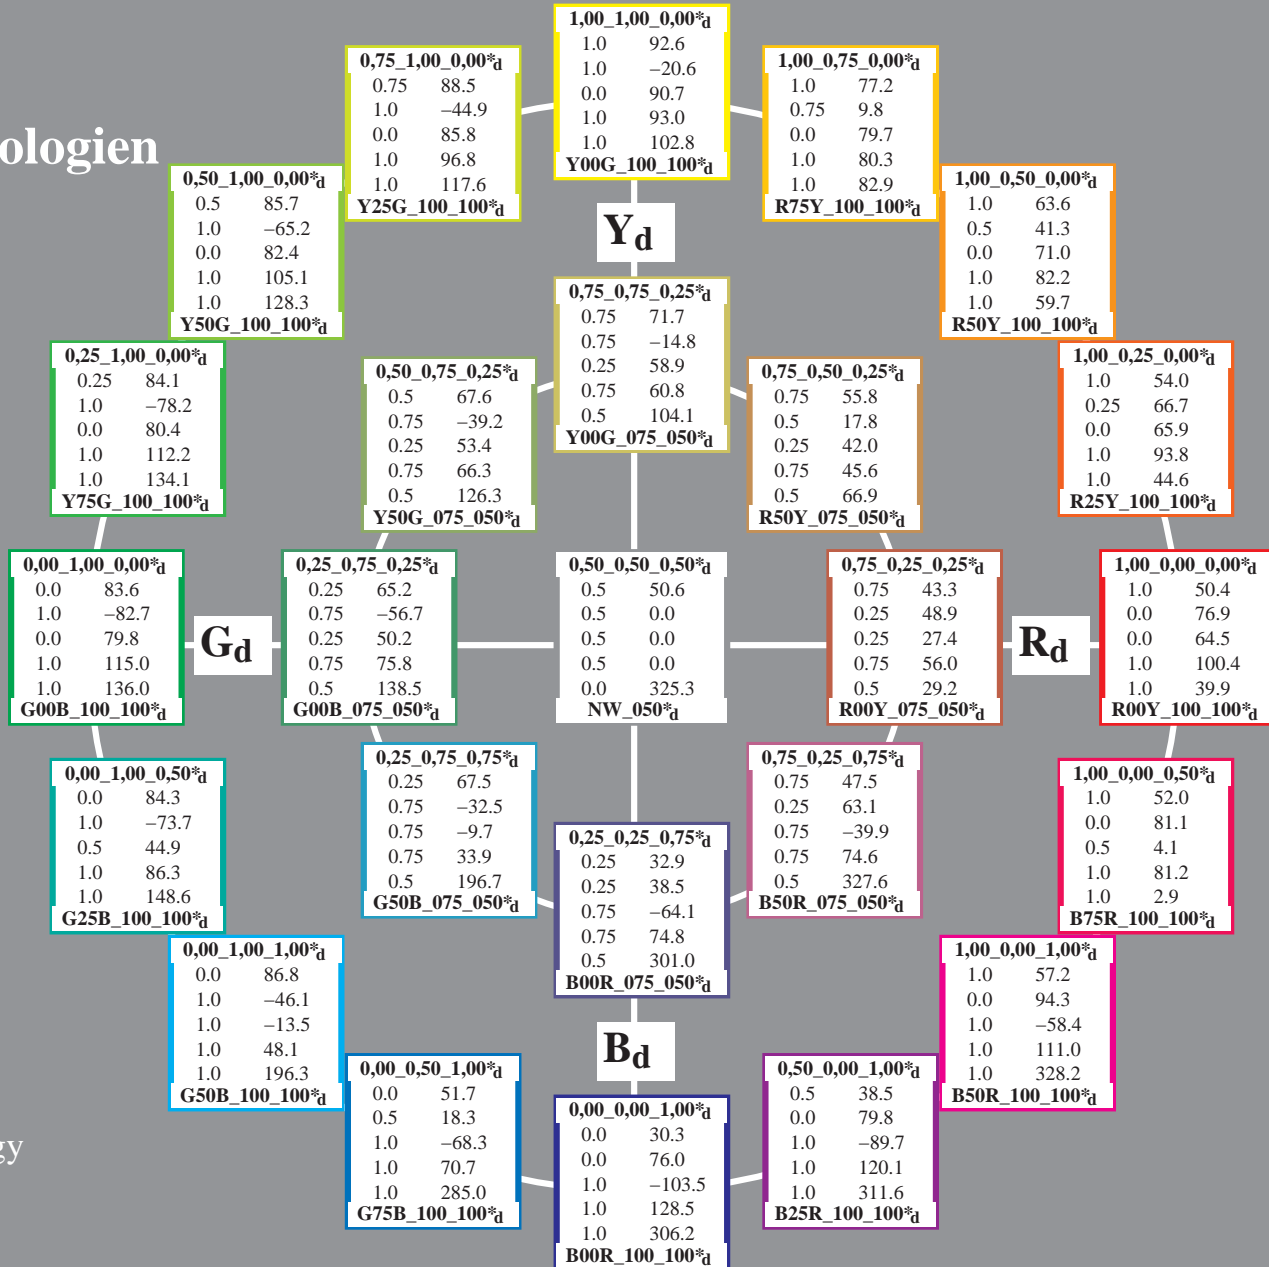 1,00_1,00_0,00*d
1.0 92.6
1.0 −20.6
0.0 90.7
1.0 93.0
1.0 102.8
Y00G_100_100*d
0,75_1,00_0,00*d
0.75 88.5
1.0 −44.9
0.0 85.8
1.0 96.8
1.0 117.6
Y25G_100_100*d
1,00_0,75_0,00*d
1.0 77.2
0.75 9.8
0.0 79.7
1.0 80.3
1.0 82.9
R75Y_100_100*d
ologien
0,50_1,00_0,00*d
0.5 85.7
1.0 −65.2
0.0 82.4
1.0 105.1
1.0 128.3
Y50G_100_100*d
1,00_0,50_0,00*d
1.0 63.6
0.5 41.3
0.0 71.0
1.0 82.2
1.0 59.7
R50Y_100_100*d
Yd
0,75_0,75_0,25*d
0.75 71.7
0.75 −14.8
0.25 58.9
0.75 60.8
0.5 104.1
Y00G_075_050*d
0,25_1,00_0,00*d
0.25 84.1
1.0 −78.2
0.0 80.4
1.0 112.2
1.0 134.1
Y75G_100_100*d
0,50_0,75_0,25*d
0.5 67.6
0.75 −39.2
0.25 53.4
0.75 66.3
0.5 126.3
Y50G_075_050*d
0,75_0,50_0,25*d
0.75 55.8
0.5 17.8
0.25 42.0
0.75 45.6
0.5 66.9
R50Y_075_050*d
1,00_0,25_0,00*d
1.0 54.0
0.25 66.7
0.0 65.9
1.0 93.8
1.0 44.6
R25Y_100_100*d
0,00_1,00_0,00*d
0.0 83.6
1.0 −82.7
0.0 79.8
1.0 115.0
1.0 136.0
G00B_100_100*d
Gd
0,25_0,75_0,25*d
0.25 65.2
0.75 −56.7
0.25 50.2
0.75 75.8
0.5 138.5
G00B_075_050*d
0,50_0,50_0,50*d
0.5 50.6
0.5 0.0
0.5 0.0
0.5 0.0
0.0 325.3
NW_050*d
0,75_0,25_0,25*d
0.75 43.3
0.25 48.9
0.25 27.4
0.75 56.0
0.5 29.2
R00Y_075_050*d
Rd
1,00_0,00_0,00*d
1.0 50.4
0.0 76.9
0.0 64.5
1.0 100.4
1.0 39.9
R00Y_100_100*d
0,00_1,00_0,50*d
0.0 84.3
1.0 −73.7
0.5 44.9
1.0 86.3
1.0 148.6
G25B_100_100*d
0,25_0,75_0,75*d
0.25 67.5
0.75 −32.5
0.75 −9.7
0.75 33.9
0.5 196.7
G50B_075_050*d
0,75_0,25_0,75*d
0.75 47.5
0.25 63.1
0.75 −39.9
0.75 74.6
0.5 327.6
B50R_075_050*d
1,00_0,00_0,50*d
1.0 52.0
0.0 81.1
0.5 4.1
1.0 81.2
1.0 2.9
B75R_100_100*d
0,25_0,25_0,75*d
0.25 32.9
0.25 38.5
0.75 −64.1
0.75 74.8
0.5 301.0
B00R_075_050*d
0,00_1,00_1,00*d
0.0 86.8
1.0 −46.1
1.0 −13.5
1.0 48.1
1.0 196.3
G50B_100_100*d
1,00_0,00_1,00*d
1.0 57.2
0.0 94.3
1.0 −58.4
1.0 111.0
1.0 328.2
B50R_100_100*d
Bd
0,00_0,50_1,00*d
0.0 51.7
0.5 18.3
1.0 −68.3
1.0 70.7
1.0 285.0
G75B_100_100*d
0,50_0,00_1,00*d
0.5 38.5
0.0 79.8
1.0 −89.7
1.0 120.1
1.0 311.6
B25R_100_100*d
0,00_0,00_1,00*d
0.0 30.3
0.0 76.0
1.0 −103.5
1.0 128.5
1.0 306.2
B00R_100_100*d
gy